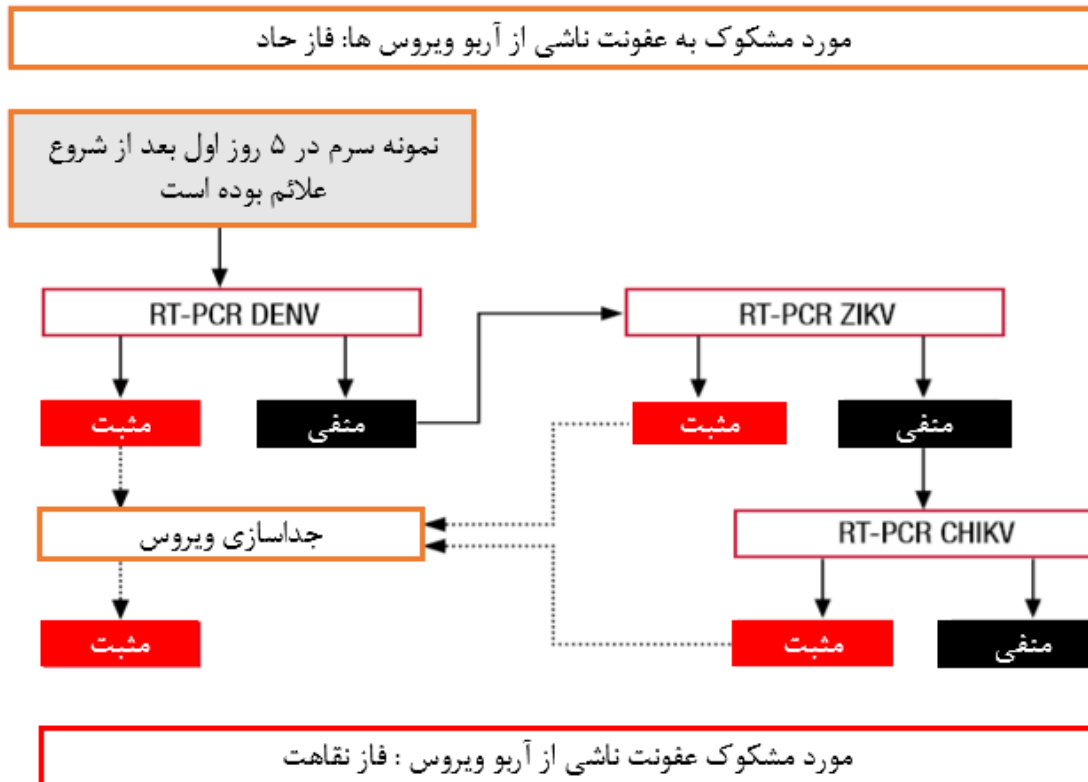 مورد مشکوک به عفونت ناشی از آربو ویروس ها: فاز حاد
نمونه سرم در ۵ روز اول بعد از شروع
علائم بوده است
RT-PCR DENV
RT-PCR ZIKV
مثبت
منفی
مثبت
منفی
جداسازی ویروس
RT-PCR CHIKV
مثبت
مثبت
منفی
مورد مشکوک عفونت ناشی از آربو ویروس : فاز نقاهت